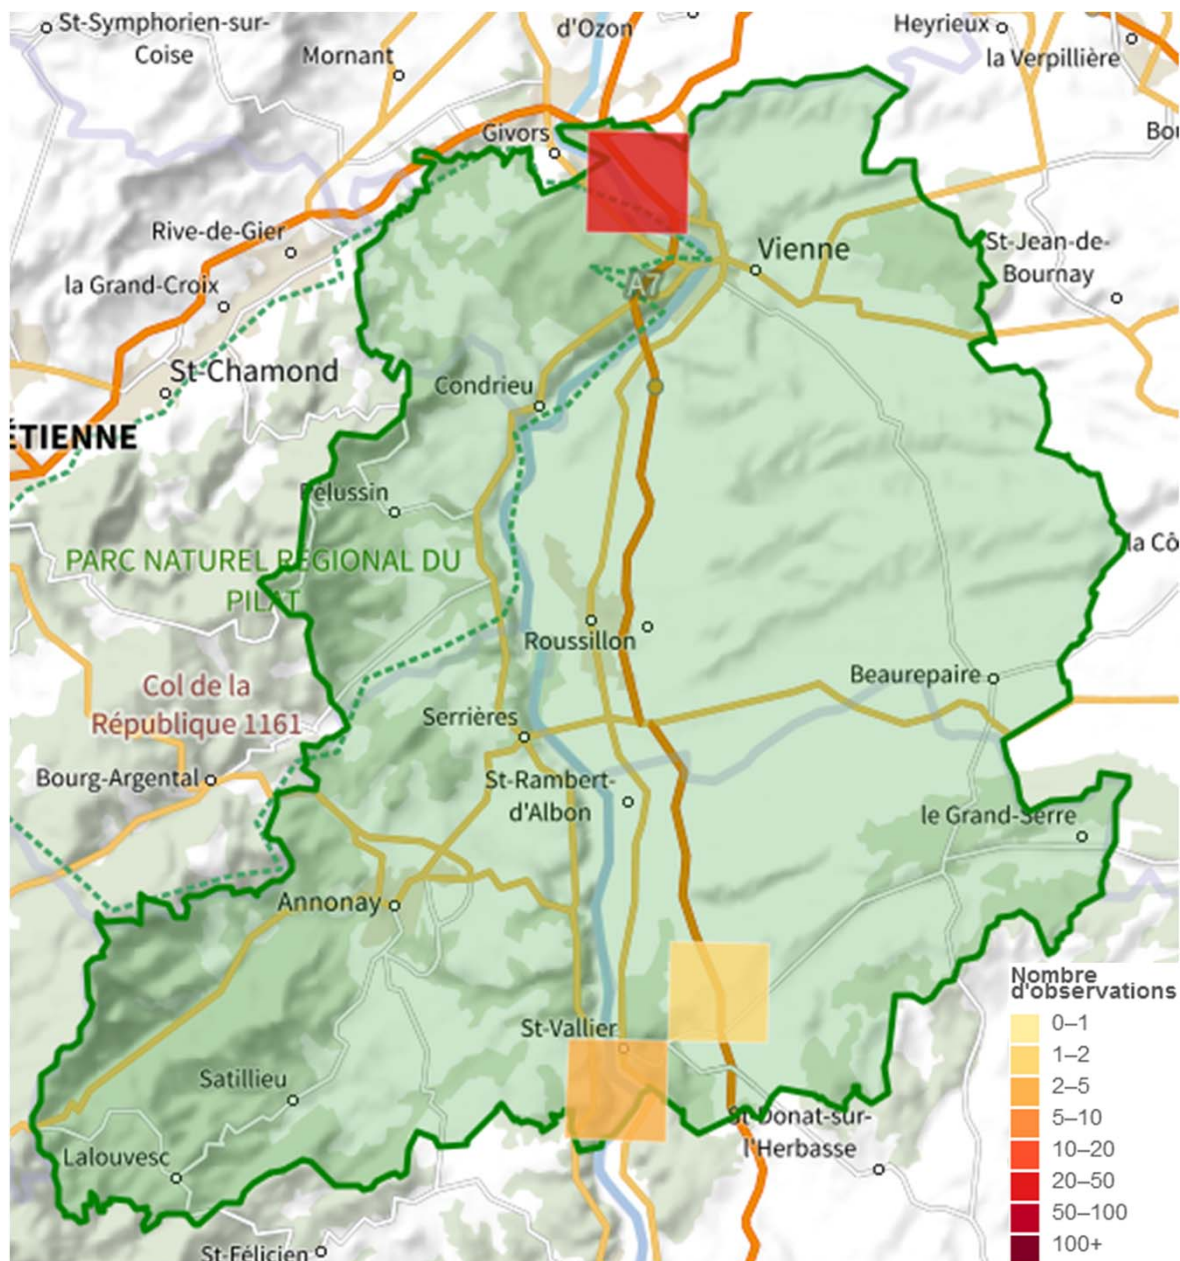 St-Symphorien-sur-
Coise
d'Ozon
Heyrieux
Mornant
la Verpillière
Givors
Rive-de-Gier
Vienne
St-Jean-de-
Bournay
la Grand-Croix
A7
St-Chamond
Condrieu
ÉTIENNE
Pélussin
PARC NATUREL RÉGIONAL DU
PILAT
la Cô
Roussillon
Col de la
République 1161
Beaurepaire
Serrières
Bourg-Argental
St-Rambert-
d'Albon
le Grand-Serre
Annonay
Nombre
d'observations
0–1
1–2
2–5
5–10
10–20
20–50
50–100
100+
St-Vallier
Satillieu
St-Donat-sur-
l'Herbasse
Lalouvesc
St-Félicien